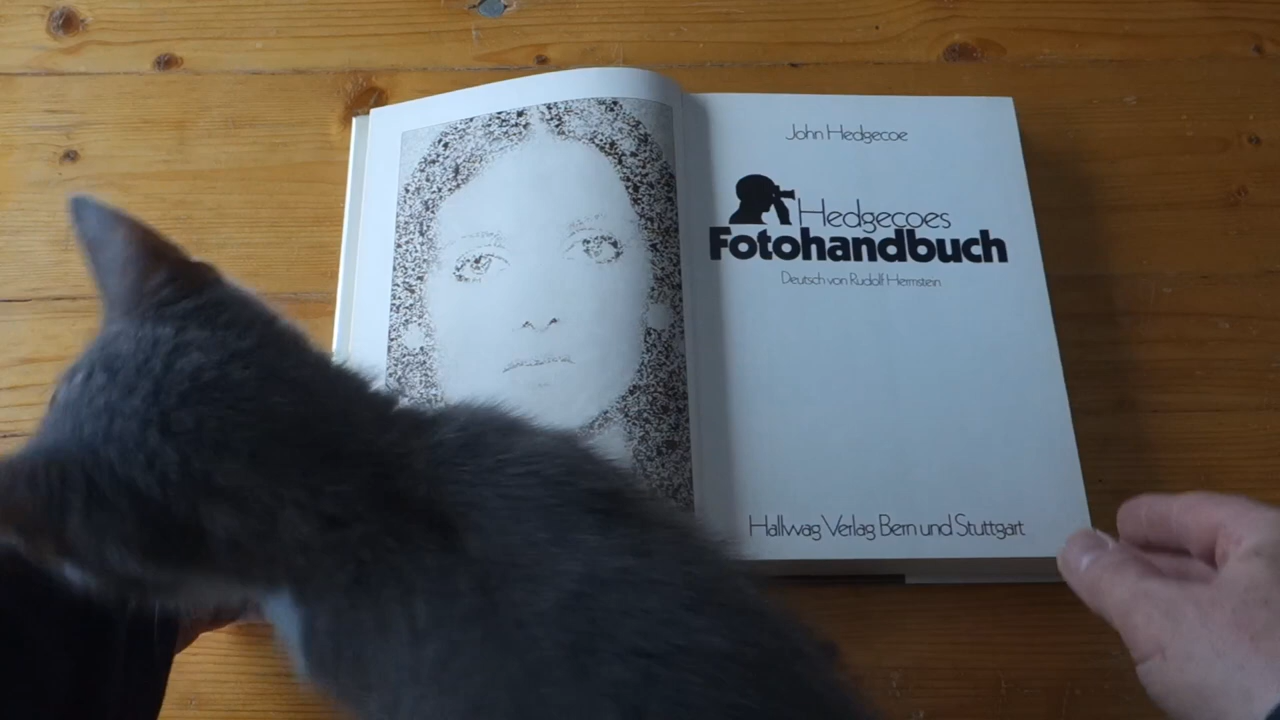 John Hedgecoe
Hedgecoes
Fotohandbuch
Deutsch von Rudolf Hermstein
Hallwag Verlag Bern und Stuttgart